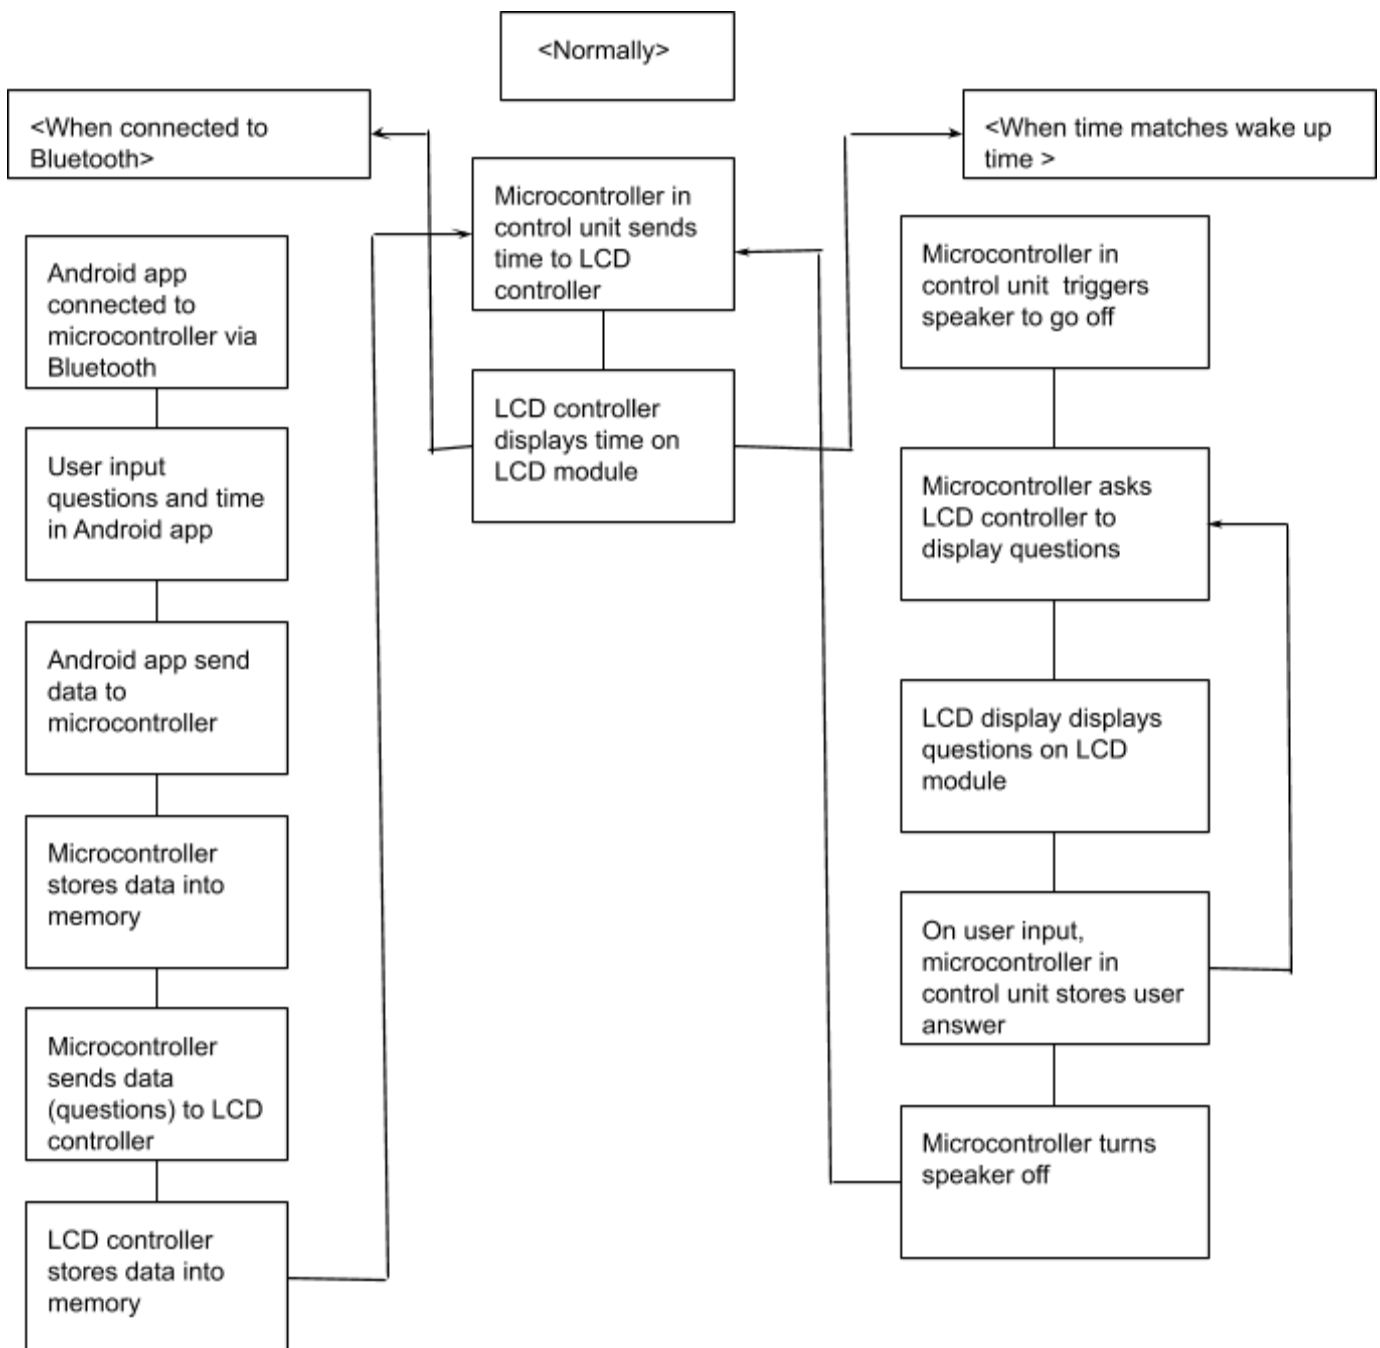 <Normally>
<When connected to
Bluetooth>
Android app
connected to
microcontroller via
Bluetooth
User input
questions and time
in Android app
Android app send
data to
microcontroller
Microcontroller
stores data into
memory
Microcontroller
sends data
(questions) to LCD
controller
LCD controller
stores data into
memory
Microcontroller in
control unit sends
time to LCD
controller
LCD controller
displays time on
LCD module
<When time matches wake up
time >
Microcontroller in
control unit  triggers
speaker to go off
Microcontroller asks
LCD controller to
display questions
LCD display displays
questions on LCD
module
On user input,
microcontroller in
control unit stores user
answer
Microcontroller turns
speaker off